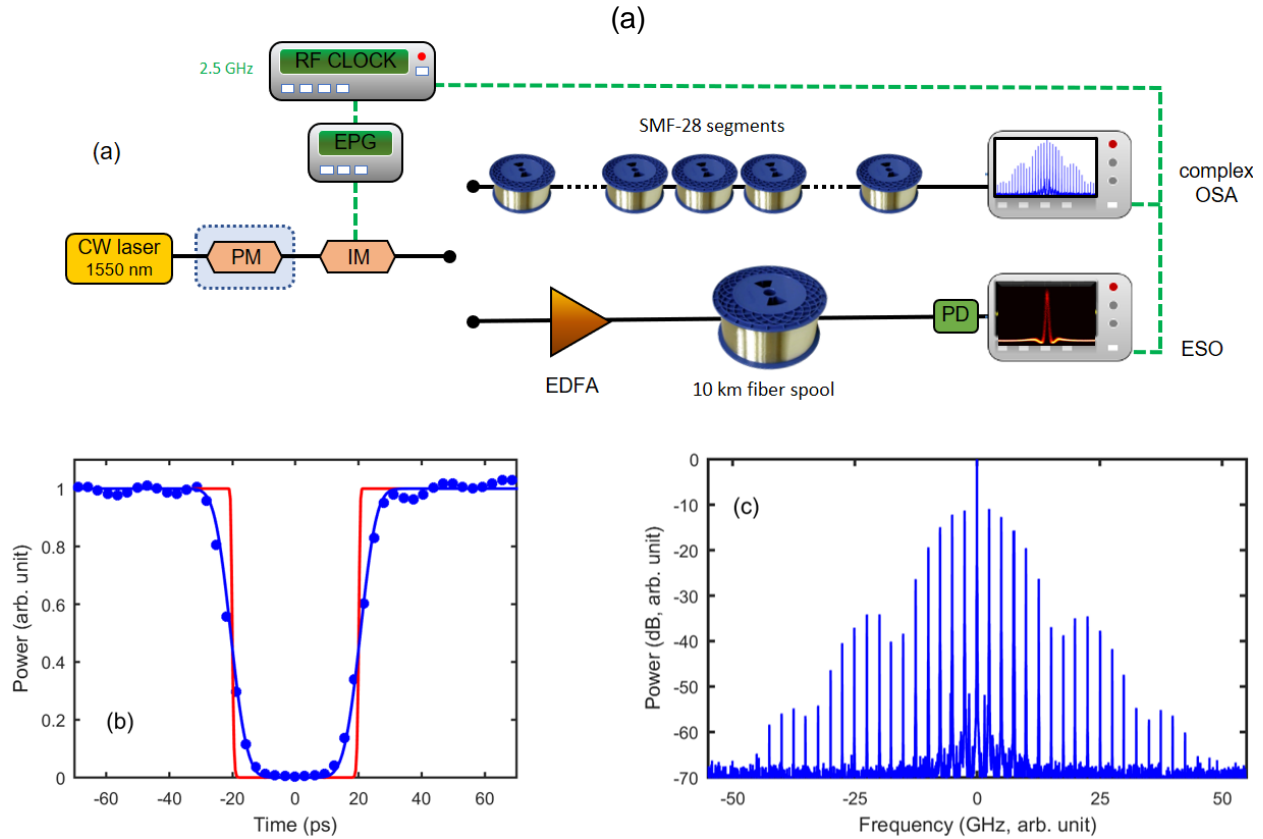 (a)
RF CLOCK
2.5 GHz
EPG
(a)
SMF-28 segments
complex
OSA
CW laser
1550 nm
PM
IM
PD
ESO
EDFA
10 km fiber spool
1
0.8
0.6
0.4
0.2
0
Power (arb. unit)
(b)
-60
-40
-20
0
20
40
60
Time (ps)
0
-10
-20
-30
-40
-50
-60
-70
Power (dB, arb. unit)
(c)
-50
-25
0
25
50
Frequency (GHz, arb. unit)